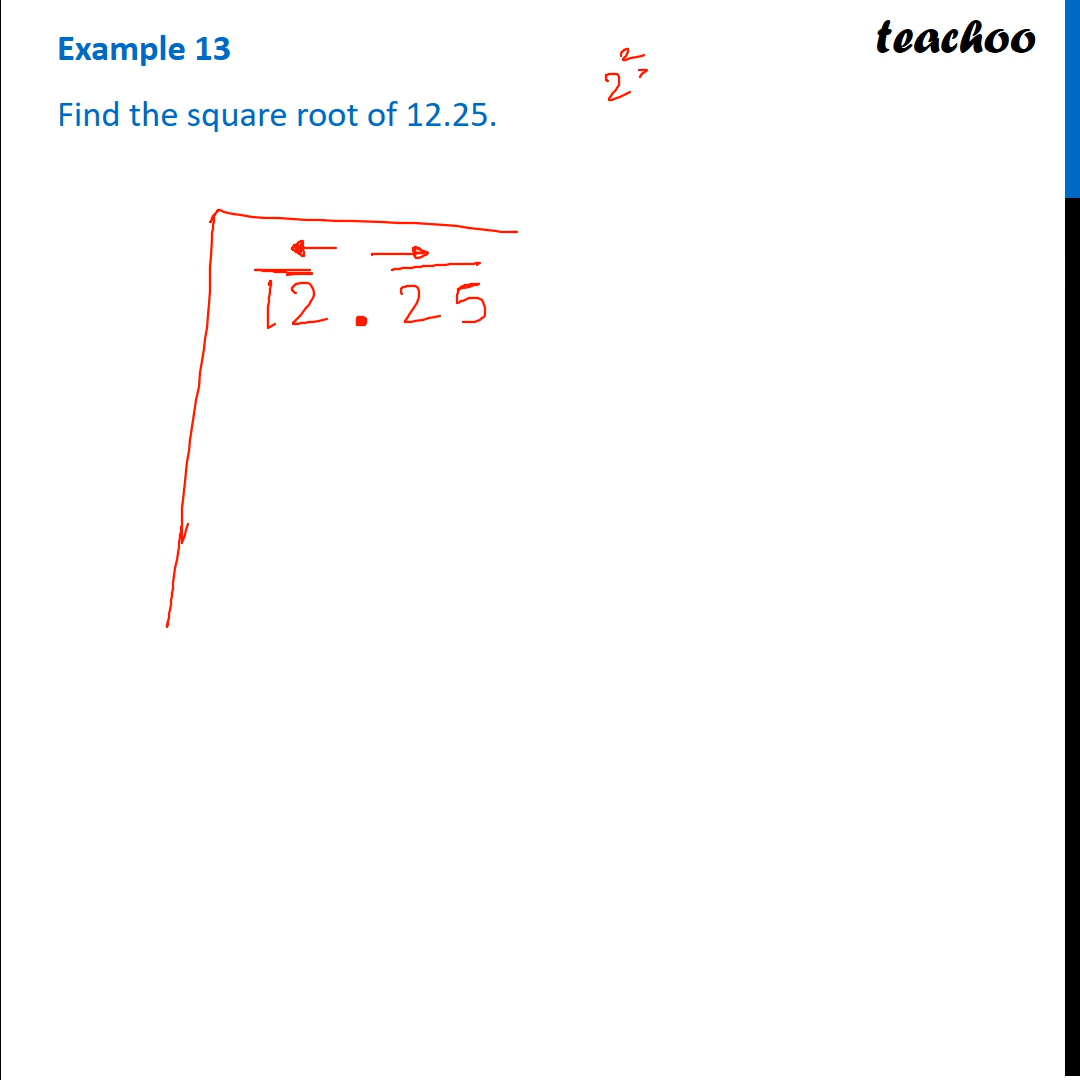 Example 13
teachoo
Find the square root of 12.25.
2²
12.25